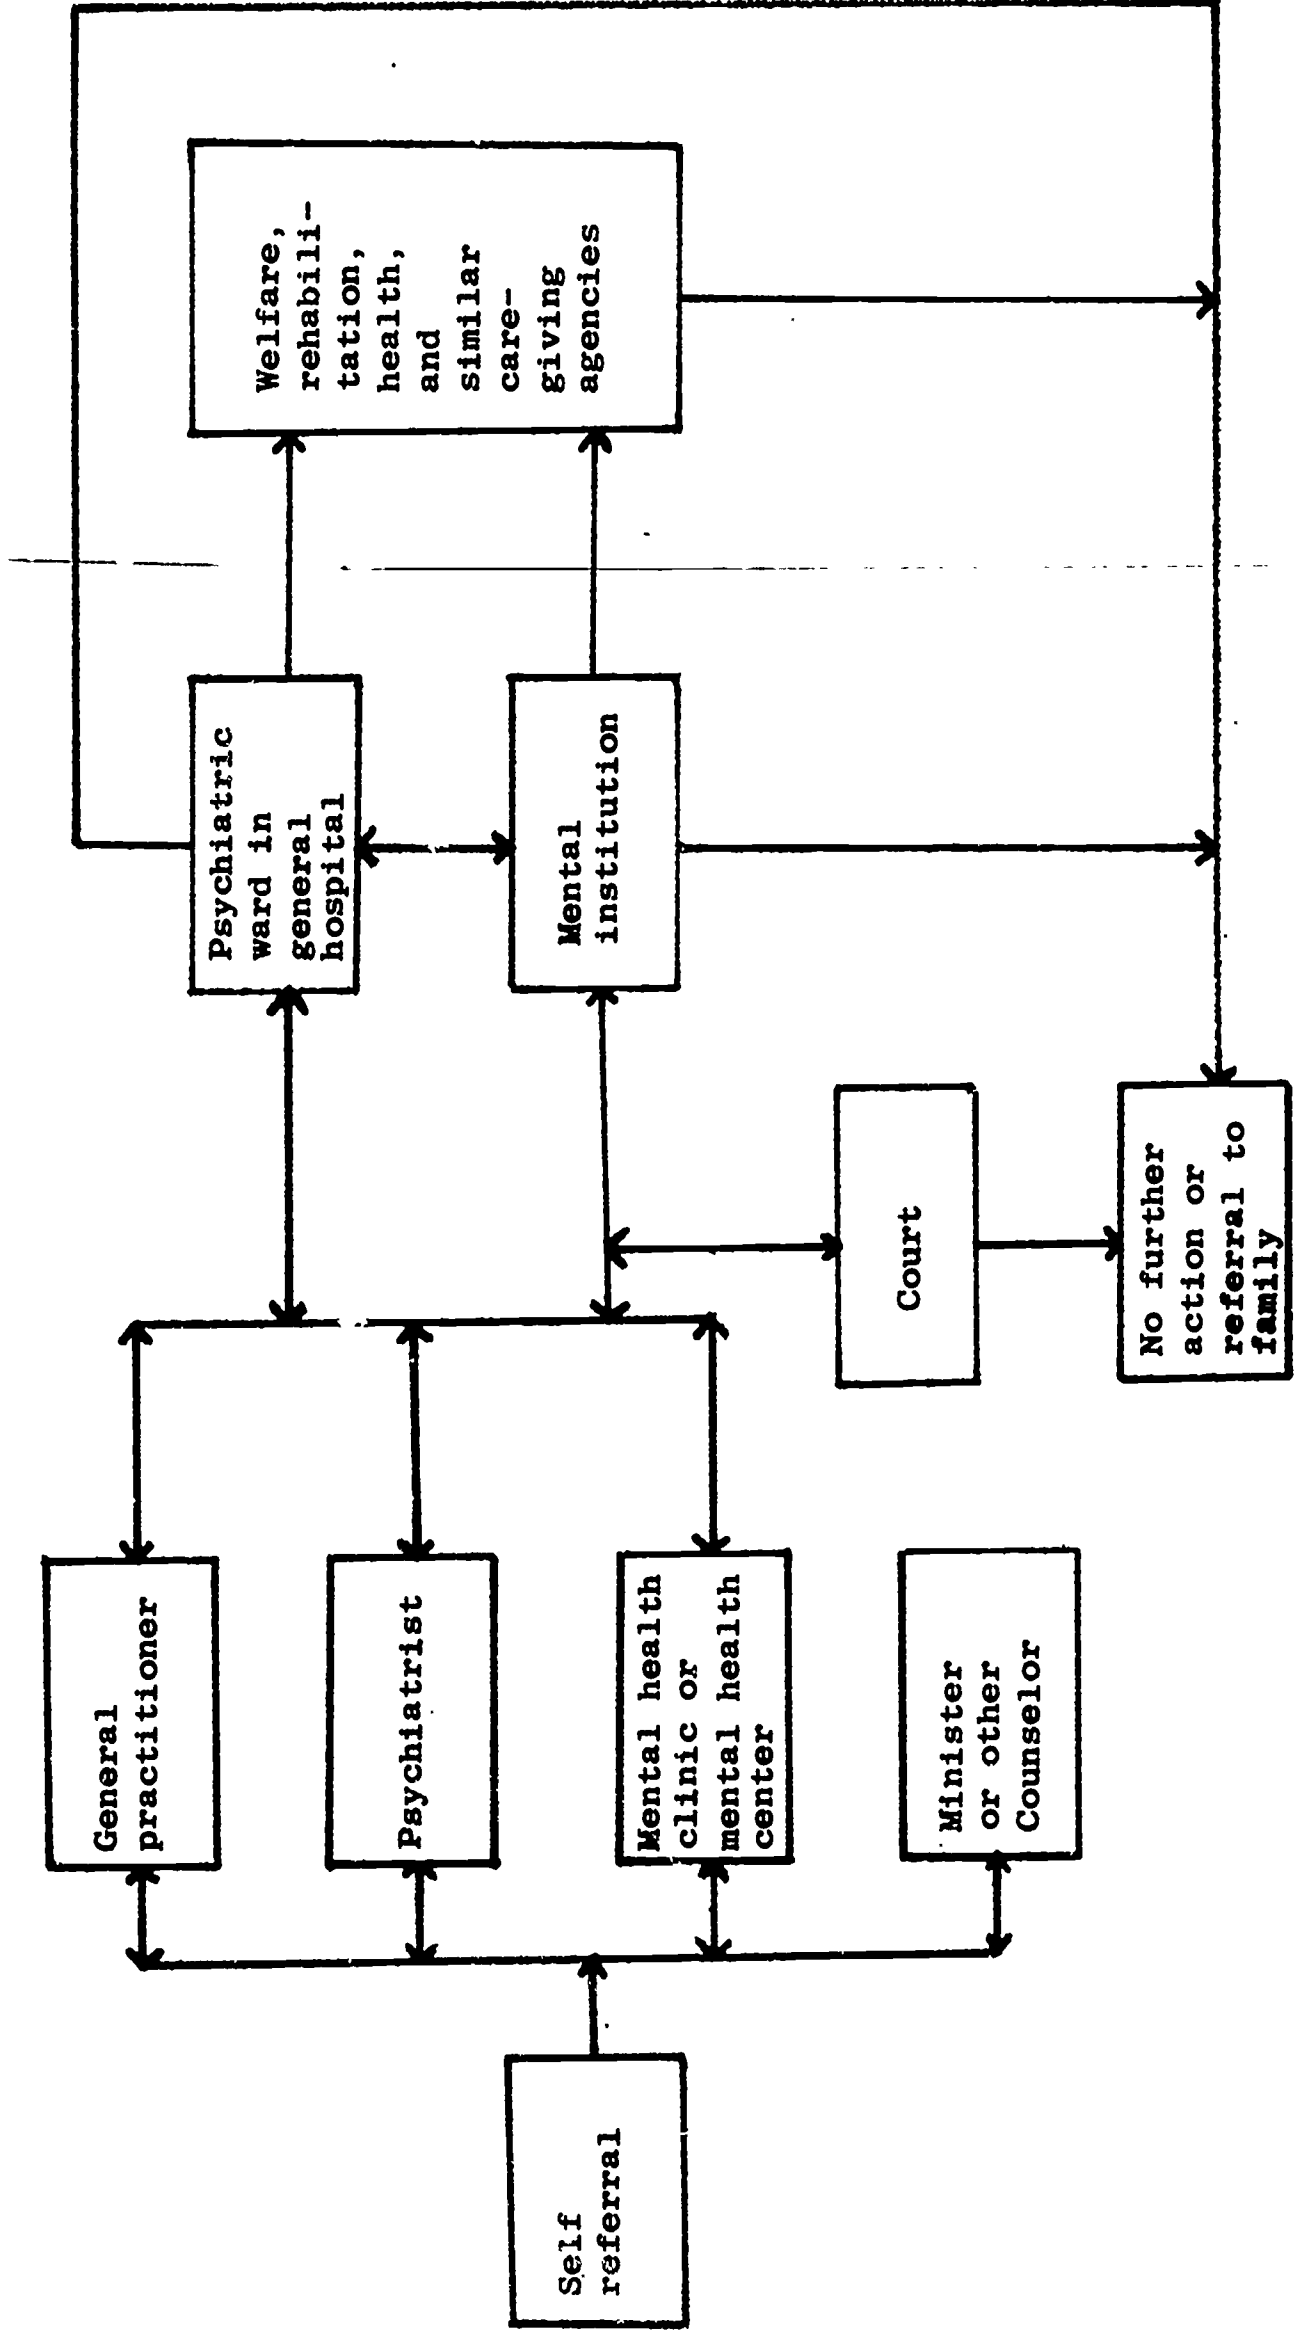 Self
referral
General
practitioner
Psychiatrist
Mental health
clinic or
mental health
center
Minister
or other
Counselor
Psychiatric
ward in
general
hospital
Mental
institution
Court
No further
action or
referral to
family
Welfare,
rehabili-
tation,
health,
and
similar
care-
giving
agencies